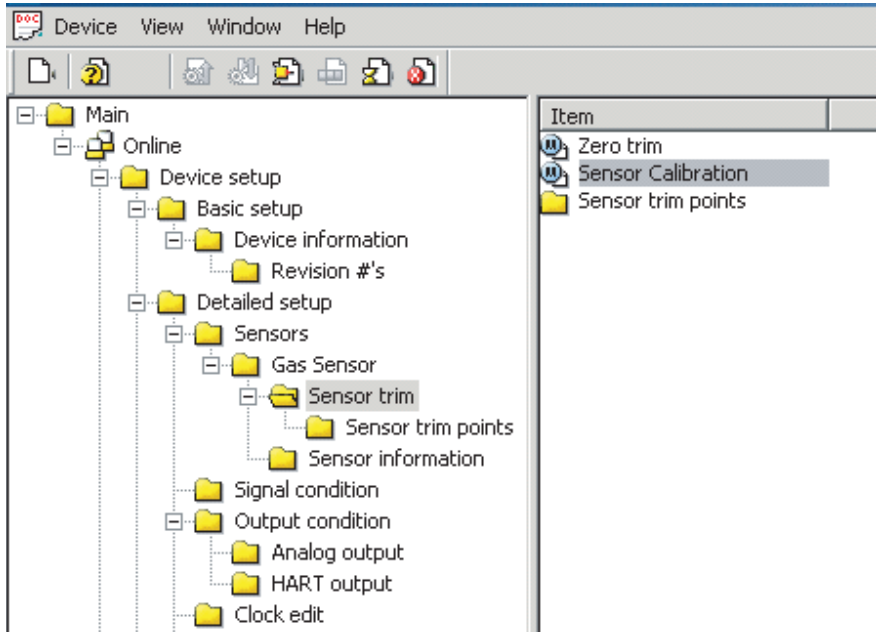 DOC
Device View Window Help
Main
Online
Device setup
Basic setup
Device information
Revision #'s
Detailed setup
Sensors
Gas Sensor
Sensor trim
Sensor trim points
Sensor information
Signal condition
Output condition
Analog output
HART output
Clock edit
Item
Zero trim
Sensor Calibration
Sensor trim points